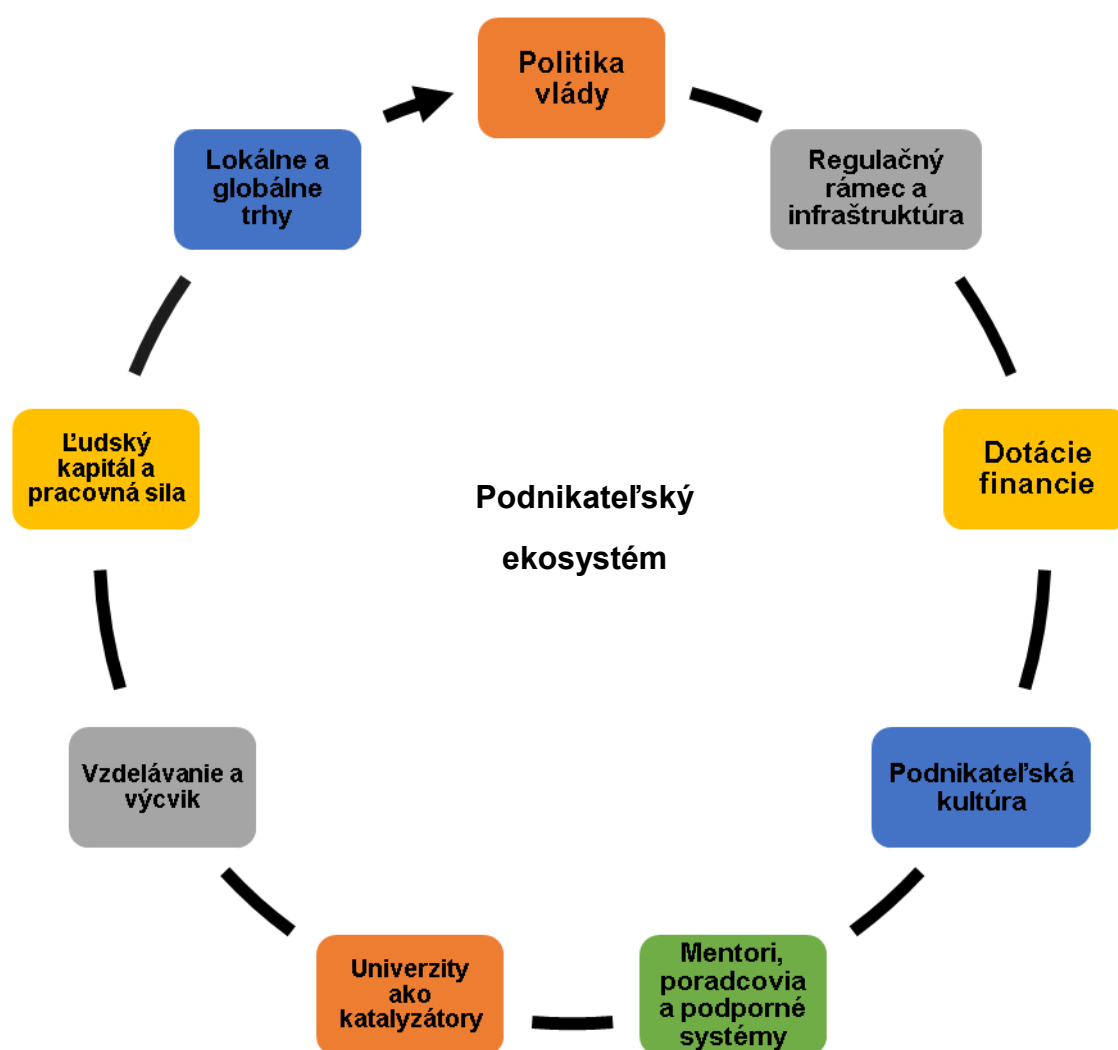 Politika
vlády
Regulačný
rámec a
infraštruktúra
Dotácie
financie
Podnikateľská
kultúra
Mentori,
poradcovia
a podporné
systémy
Univerzity
ako
katalyzátory
Vzdelávanie a
výcvik
Ľudský
kapitál a
pracovná sila
Lokálne a
globálne
trhy
Podnikateľský
ekosystém